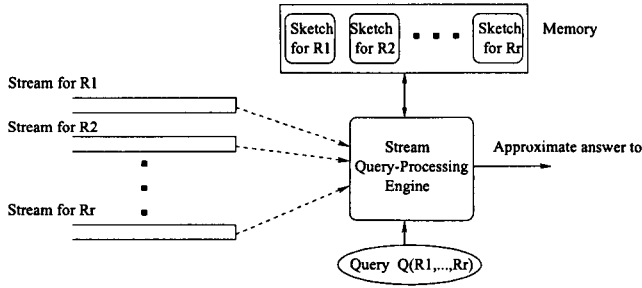 Sketch for R1
Sketch for R2
Sketch for Rr
Memory
Stream for R1
Stream for R2
Stream for Rr
Stream
Query-Processing
Engine
Approximate answer to
Query Q(R1,...,Rr)